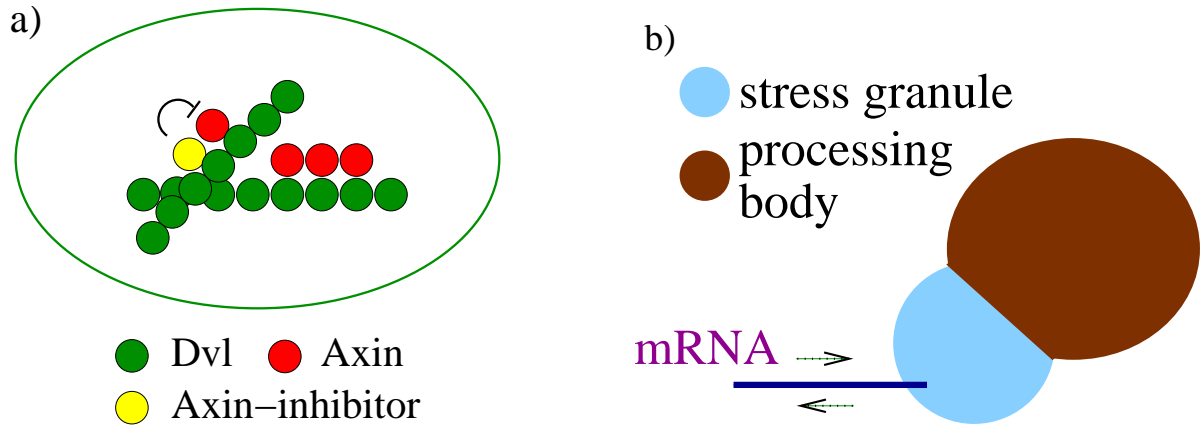 a)
Dvl
Axin
Axin−inhibitor
b)
stress granule
processing
body
mRNA